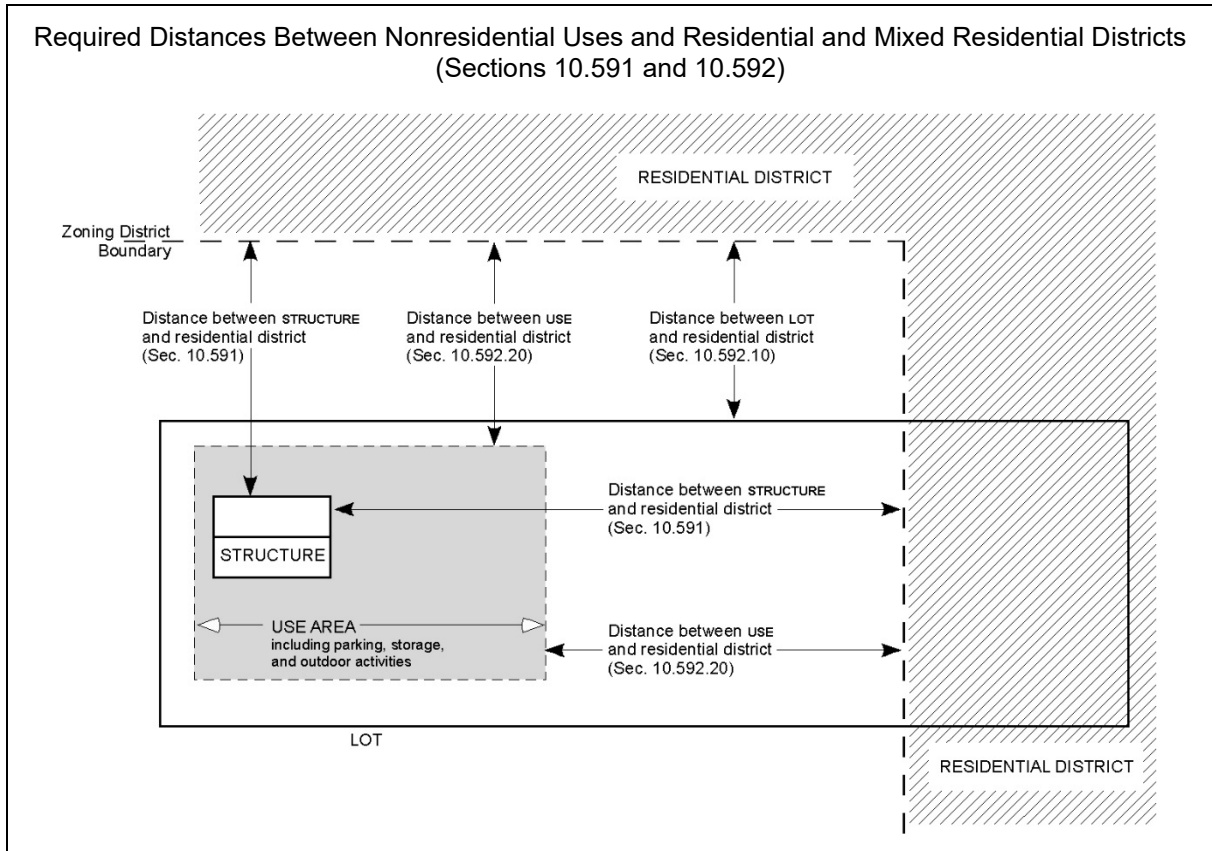 Required Distances Between Nonresidential Uses and Residential and Mixed Residential Districts
(Sections 10.591 and 10.592)
RESIDENTIAL DISTRICT
Zoning District
Boundary
Distance between STRUCTURE
and residential district
(Sec. 10.591)
Distance between USE
and residential district
(Sec. 10.592.20)
Distance between LOT
and residential district
(Sec. 10.592.10)
Distance between STRUCTURE
and residential district
(Sec. 10.591)
STRUCTURE
USE AREA
including parking, storage,
and outdoor activities
Distance between USE
and residential district
(Sec. 10.592.20)
LOT
RESIDENTIAL DISTRICT